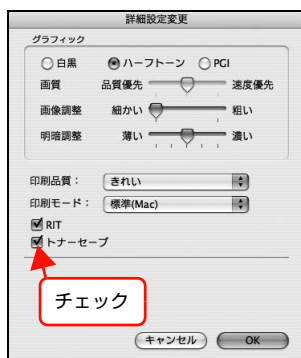 詳細設定変更
グラフィック
白黒 ハーフトーン PGI
画質 品質優先 速度優先
画像調整 細かい 粗い
明暗調整 薄い 濃い
印刷品質： きれい
印刷モード： 標準(Mac)
RIT
トナーセーブ
チェック
キャンセル OK